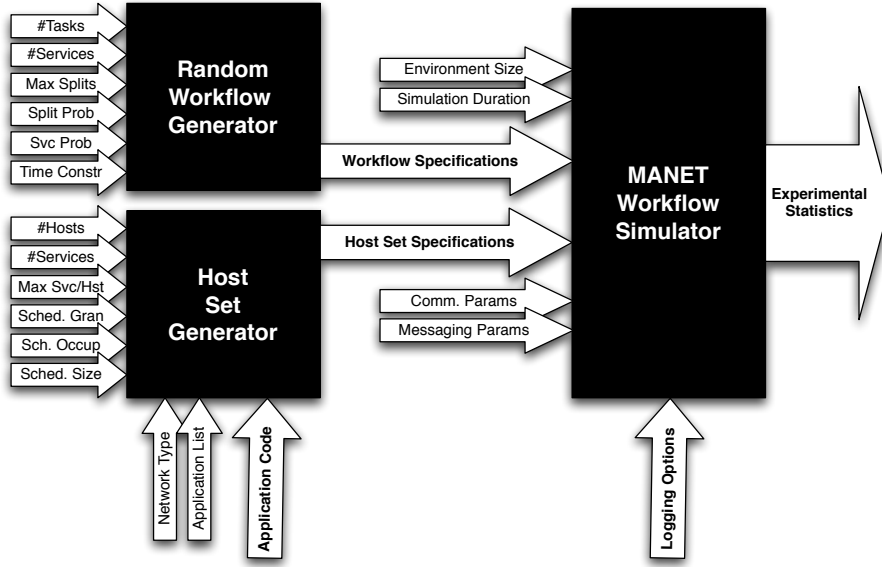 #Tasks
#Services
Max Splits
Split Prob
Svc Prob
Time Constr
Random
Workflow
Generator
#Hosts
#Services
Max Svc/Hst
Sched. Gran
Sch. Occup
Sched. Size
Host
Set
Generator
Network Type
Application List
Application Code
Environment Size
Simulation Duration
Workflow Specifications
Host Set Specifications
Comm. Params
Messaging Params
MANET
Workflow
Simulator
Logging Options
Experimental
Statistics